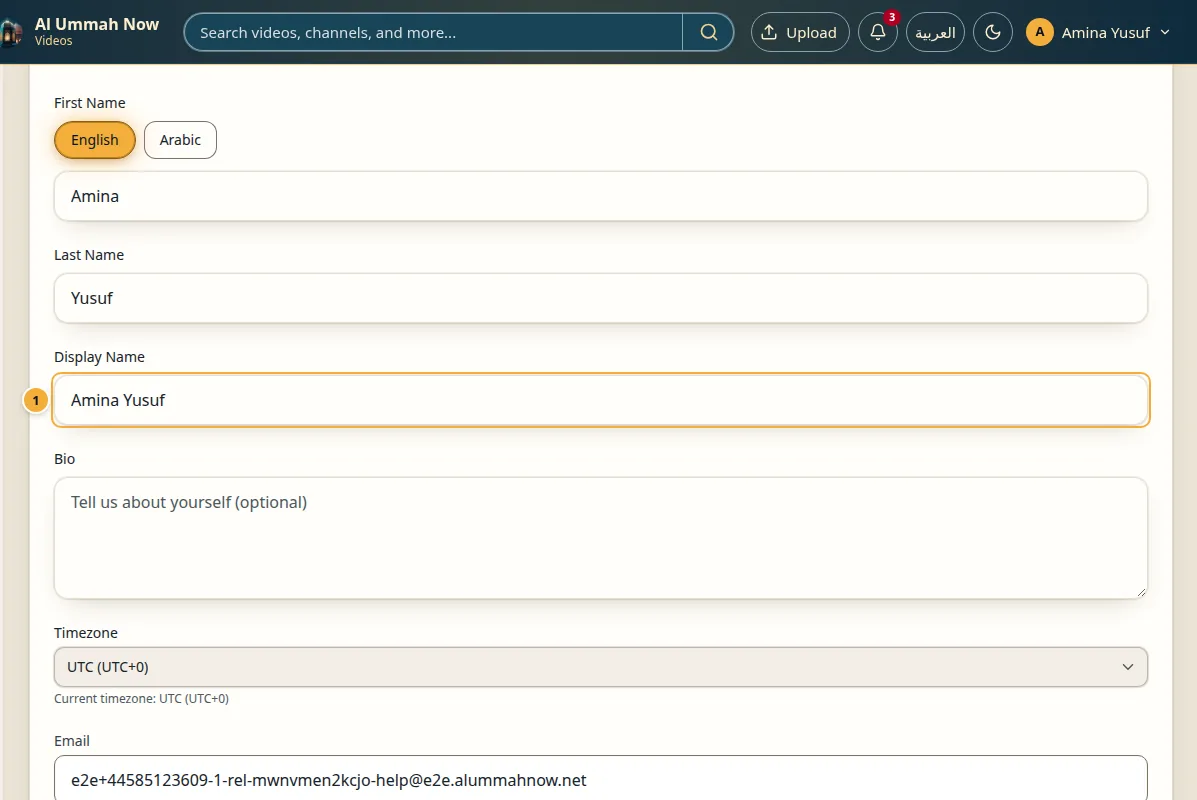 Al Ummah Now
Videos
Search videos, channels, and more...
Upload
3
العربية
A
Amina Yusuf
First Name
English
Arabic
Amina
Last Name
Yusuf
Display Name
1
Amina Yusuf
Bio
Tell us about yourself (optional)
Timezone
UTC (UTC+0)
Current timezone: UTC (UTC+0)
Email
e2e+44585123609-1-rel-mwnvmen2kcjo-help@e2e.alummahnow.net